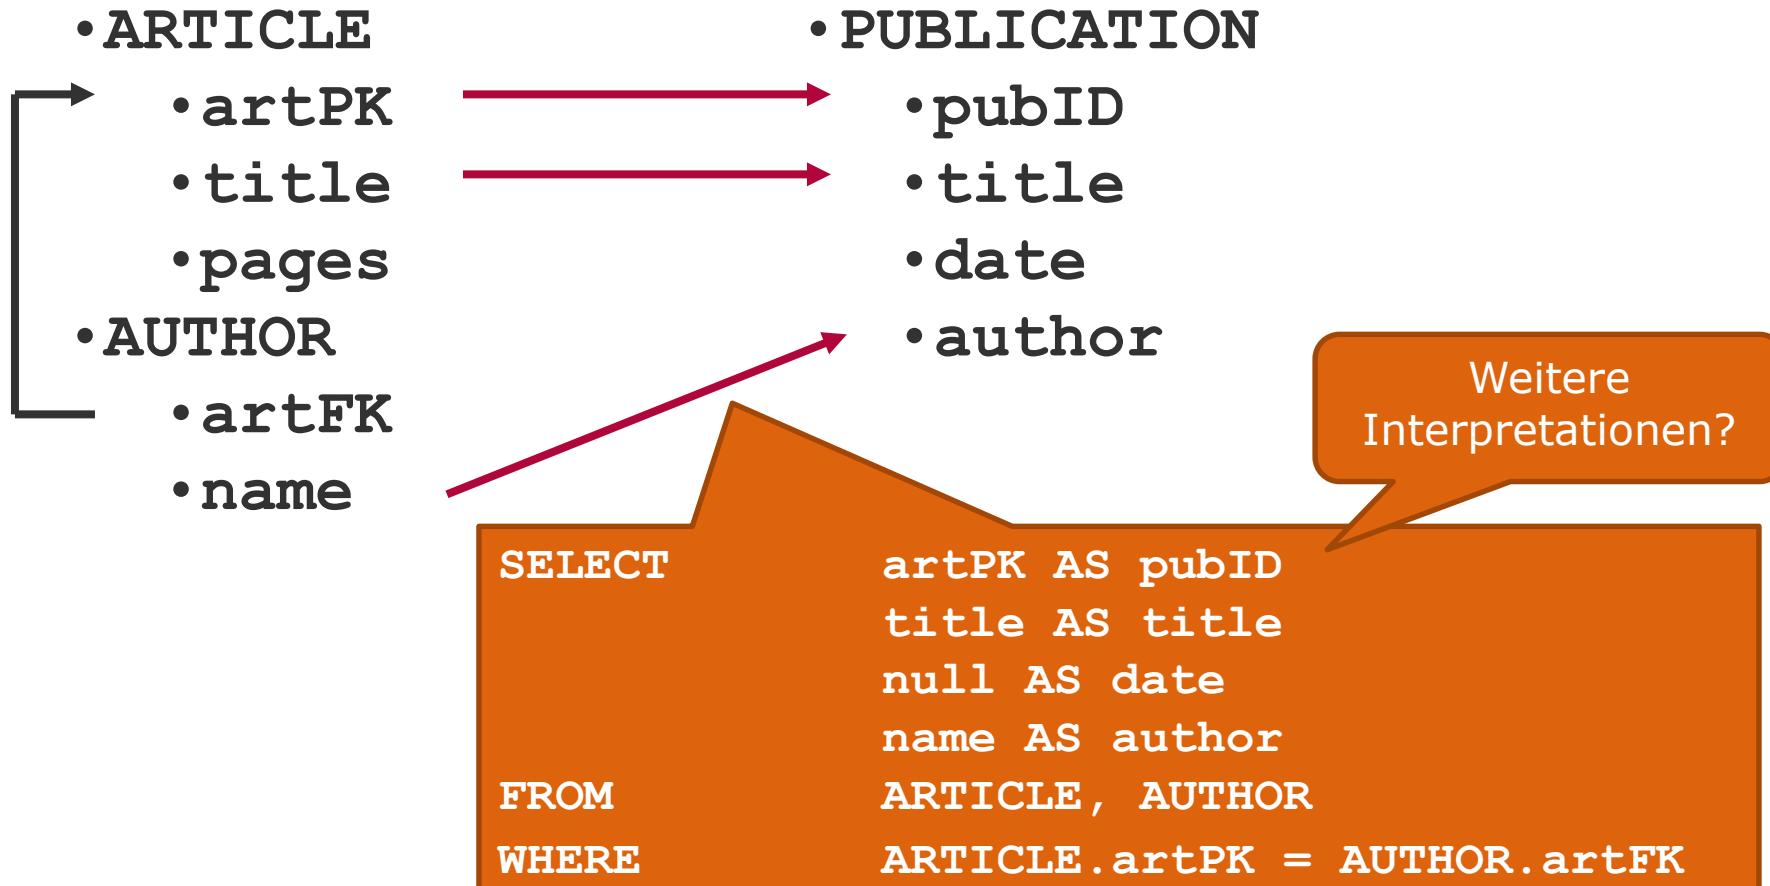 •ARTICLE
•artPK
•title
•pages
•AUTHOR
•artFK
•name
•PUBLICATION
•pubID
•title
•date
•author
Weitere
Interpretationen?
SELECT artPK AS pubID
title AS title
null AS date
name AS author
FROM ARTICLE, AUTHOR
WHERE ARTICLE.artPK = AUTHOR.artFK